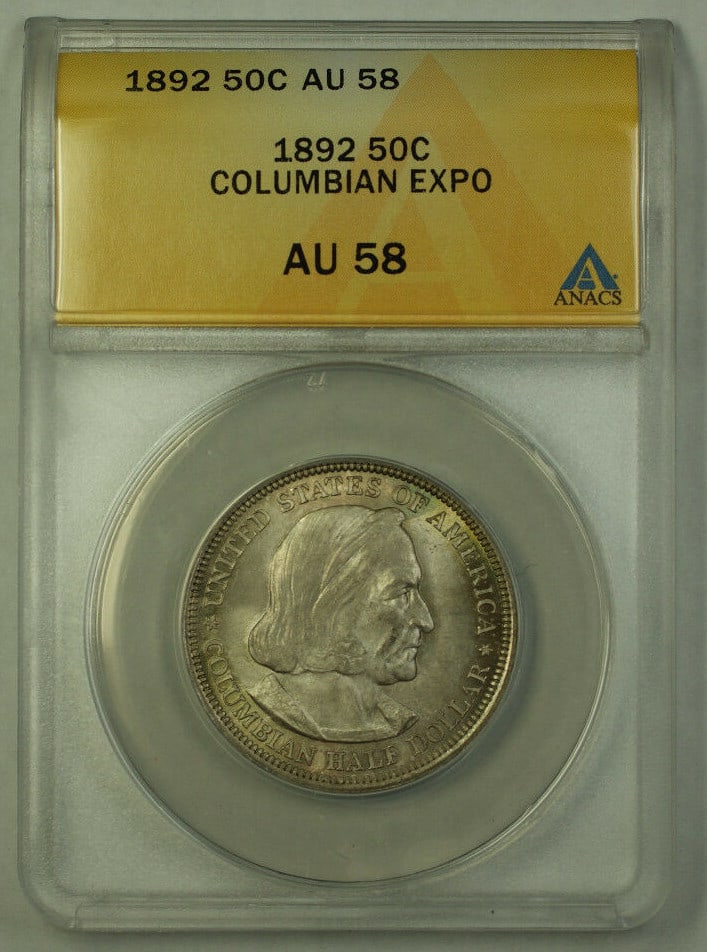 1892 50C AU 58
1892 50C
COLUMBIAN EXPO
AU 58
ANACS
UNITED STATES OF AMERICA
* COLUMBIAN HALF DOLLAR *